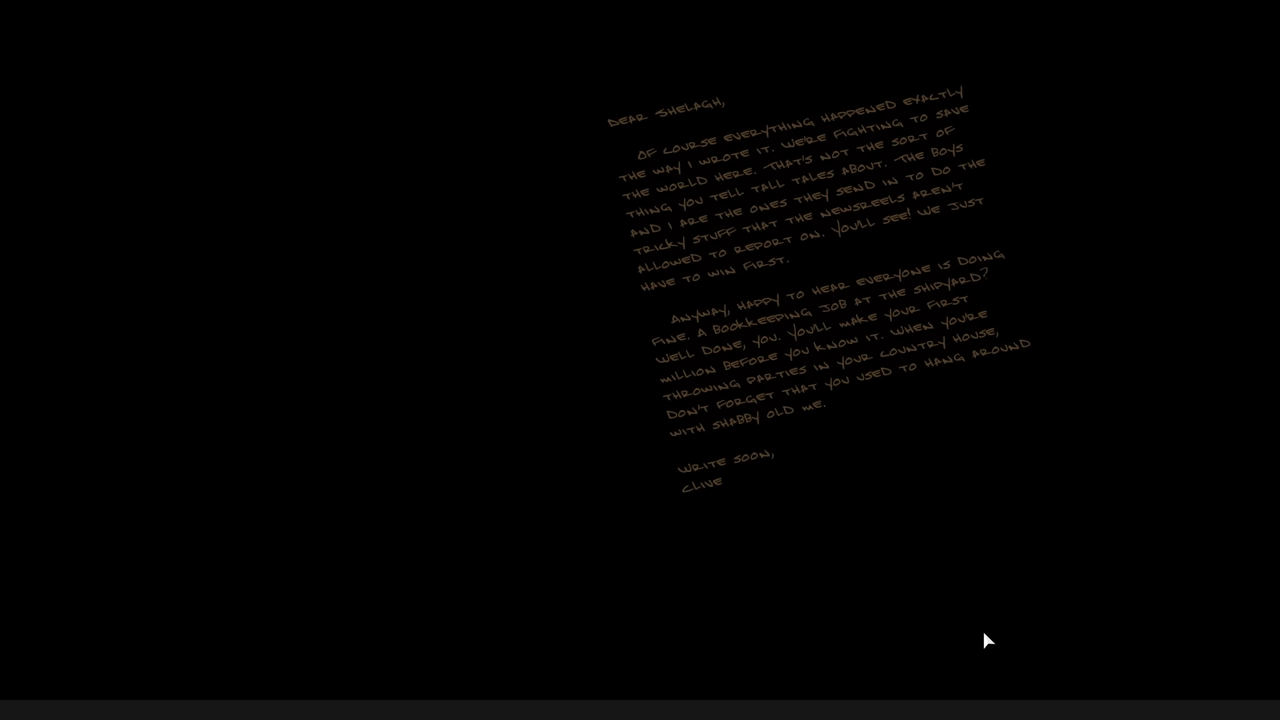 DEAR SHELAGH,
OF COURSE EVERYTHING HAPPENED EXACTLY
THE WAY I WROTE IT. WE'RE FIGHTING TO SAVE
THE WORLD HERE. THAT'S NOT THE SORT OF
THING YOU TELL TALL TALES ABOUT. THE BOYS
AND I ARE THE ONES THEY SEND IN TO DO THE
TRICKY STUFF THAT THE NEWSREELS AREN'T
ALLOWED TO REPORT ON. YOU'LL SEE! WE JUST
HAVE TO WIN FIRST.
ANYWAY, HAPPY TO HEAR EVERYONE IS DOING
FINE. A BOOKKEEPING JOB AT THE SHIPYARD?
WELL DONE, YOU. YOU'LL MAKE YOUR FIRST
MILLION BEFORE YOU KNOW IT. WHEN YOU'RE
THROWING PARTIES IN YOUR COUNTRY HOUSE,
DON'T FORGET THAT YOU USED TO HANG AROUND
WITH SHABBY OLD ME.
WRITE SOON,
CLIVE